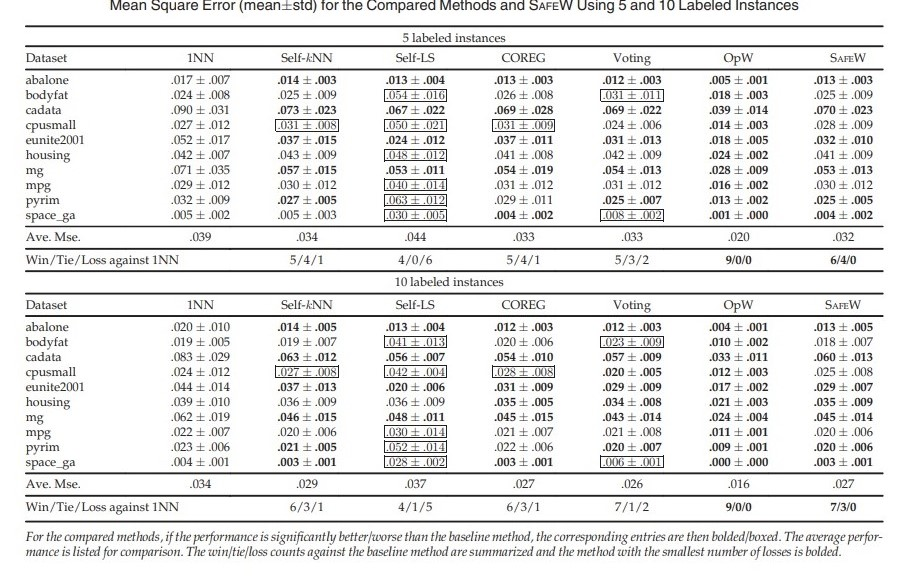 Mean Square Error (mean±std) for the Compared Methods and SAFEW Using 5 and 10 Labeled Instances
5 labeled instances
Dataset 1NN Self-kNN Self-LS COREG Voting OpW SAFEW
abalone .017 ± .007 .014 ± .003 .013 ± .004 .013 ± .003 .012 ± .003 .005 ± .001 .013 ± .003
bodyfat .024 ± .008 .025 ± .009 .054 ± .016 .026 ± .008 .031 ± .011 .018 ± .003 .025 ± .009
cadata .090 ± .031 .073 ± .023 .067 ± .022 .069 ± .028 .069 ± .022 .039 ± .014 .070 ± .023
cpusmall .027 ± .012 .031 ± .008 .050 ± .021 .031 ± .009 .024 ± .006 .014 ± .003 .028 ± .009
eunite2001 .052 ± .017 .037 ± .015 .024 ± .012 .037 ± .011 .031 ± .013 .018 ± .005 .032 ± .010
housing .042 ± .007 .043 ± .009 .048 ± .012 .041 ± .008 .042 ± .009 .024 ± .002 .041 ± .009
mg .071 ± .035 .057 ± .015 .053 ± .011 .054 ± .019 .054 ± .013 .028 ± .009 .053 ± .013
mpg .029 ± .012 .030 ± .012 .040 ± .014 .031 ± .012 .031 ± .012 .016 ± .002 .030 ± .012
pyrim .032 ± .009 .027 ± .005 .063 ± .012 .029 ± .011 .025 ± .007 .013 ± .002 .025 ± .005
space_ga .005 ± .002 .005 ± .003 .030 ± .005 .004 ± .002 .008 ± .002 .001 ± .000 .004 ± .002
Ave. Mse. .039 .034 .044 .033 .033 .020 .032
Win/Tie/Loss against 1NN 5/4/1 4/0/6 5/4/1 5/3/2 9/0/0 6/4/0
10 labeled instances
Dataset 1NN Self-kNN Self-LS COREG Voting OpW SAFEW
abalone .020 ± .010 .014 ± .005 .013 ± .004 .012 ± .003 .012 ± .003 .004 ± .001 .013 ± .005
bodyfat .019 ± .005 .019 ± .007 .041 ± .013 .020 ± .006 .023 ± .009 .010 ± .002 .018 ± .007
cadata .083 ± .029 .063 ± .012 .056 ± .007 .054 ± .010 .057 ± .009 .033 ± .011 .060 ± .013
cpusmall .024 ± .012 .027 ± .008 .042 ± .004 .028 ± .008 .020 ± .005 .012 ± .003 .025 ± .008
eunite2001 .044 ± .014 .037 ± .013 .020 ± .006 .031 ± .009 .029 ± .009 .017 ± .002 .029 ± .007
housing .039 ± .010 .036 ± .009 .036 ± .009 .035 ± .005 .034 ± .008 .021 ± .003 .035 ± .009
mg .062 ± .019 .046 ± .015 .048 ± .011 .045 ± .015 .043 ± .014 .024 ± .004 .045 ± .014
mpg .022 ± .007 .020 ± .006 .030 ± .014 .021 ± .007 .021 ± .008 .011 ± .001 .020 ± .006
pyrim .023 ± .006 .021 ± .005 .052 ± .014 .022 ± .006 .020 ± .007 .009 ± .001 .020 ± .006
space_ga .004 ± .001 .003 ± .001 .028 ± .002 .003 ± .001 .006 ± .001 .000 ± .000 .003 ± .001
Ave. Mse. .034 .029 .037 .027 .026 .016 .027
Win/Tie/Loss against 1NN 6/3/1 4/1/5 6/3/1 7/1/2 9/0/0 7/3/0
For the compared methods, if the performance is significantly better/worse than the baseline method, the corresponding entries are then bolded/boxed. The average perfor-
mance is listed for comparison. The win/tie/loss counts against the baseline method are summarized and the method with the smallest number of losses is bolded.